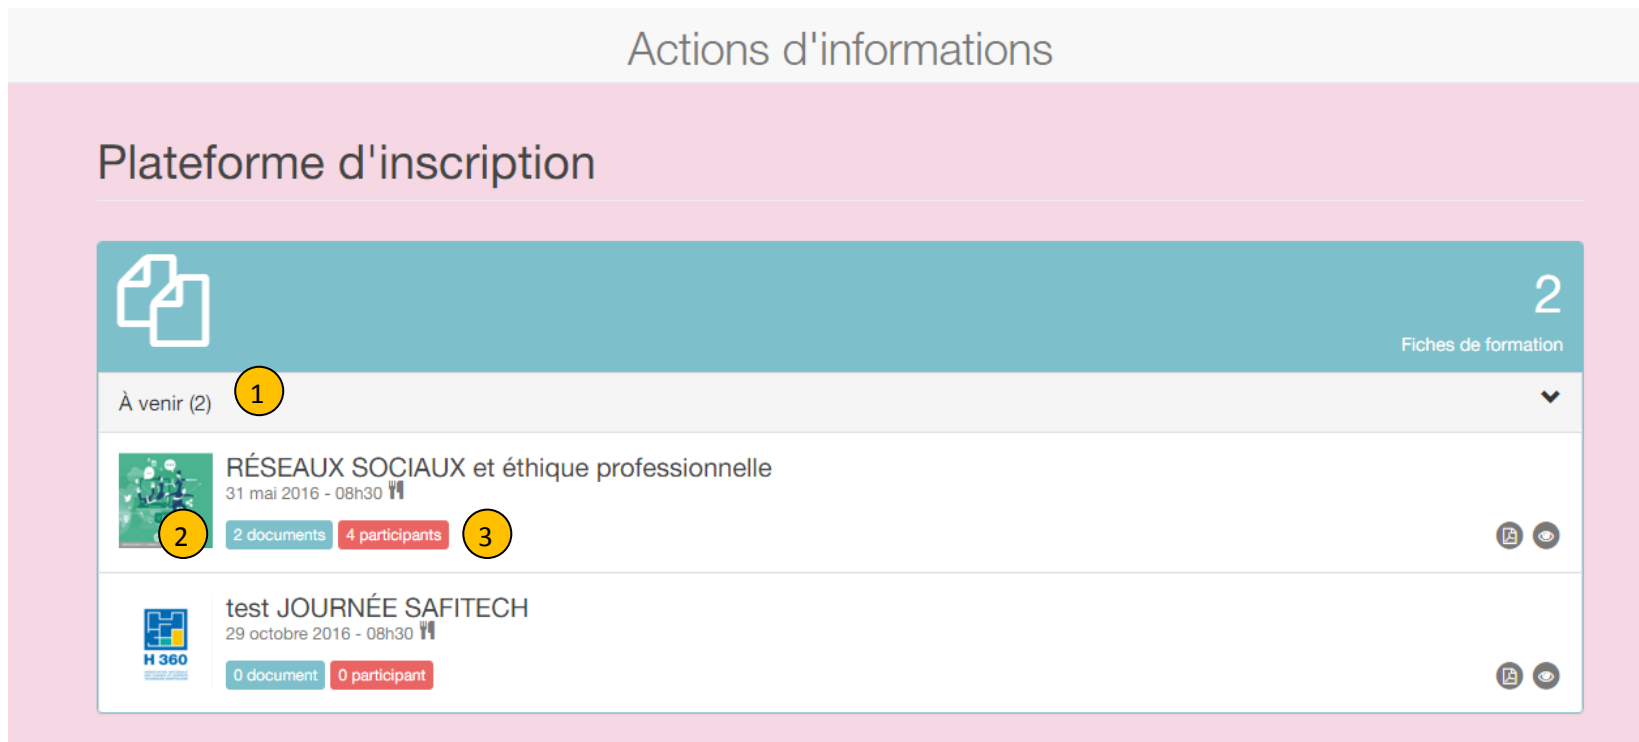 Actions d'informations
Plateforme d'inscription
2
Fiches de formation
À venir (2)
1
RÉSEAUX SOCIAUX et éthique professionnelle
31 mai 2016 - 08h30
2
2 documents
4 participants
3
test JOURNÉE SAFITECH
29 octobre 2016 - 08h30
H 360
0 document
0 participant